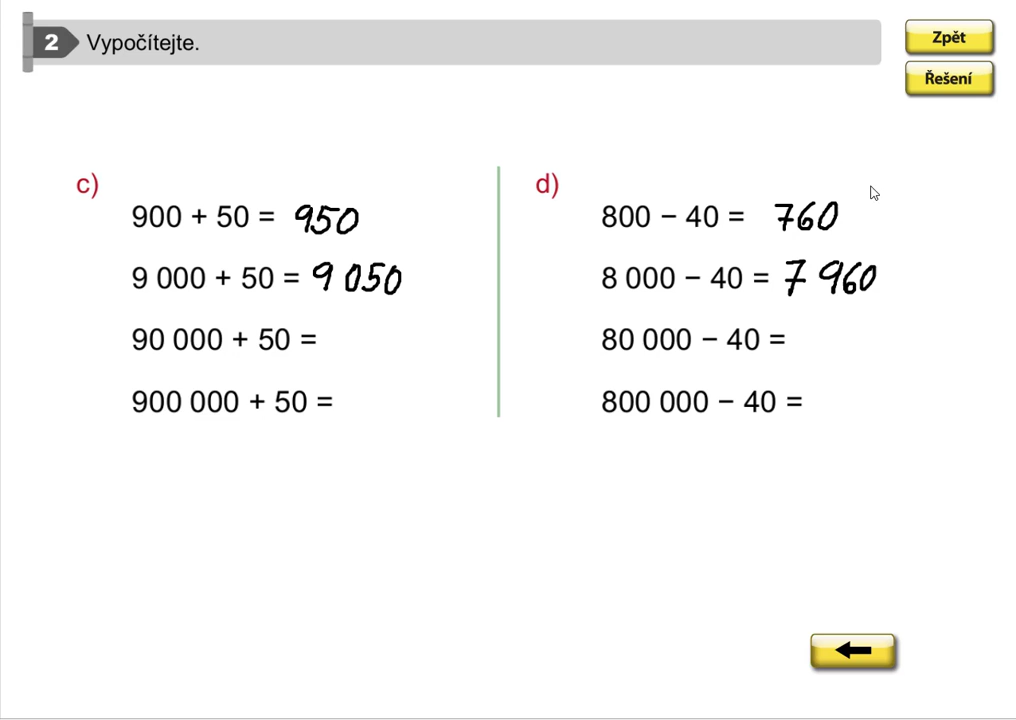 2 Vypočítejte.
Zpět
Řešení
c)
900 + 50 = 950
9 000 + 50 = 9 050
90 000 + 50 =
900 000 + 50 =
d)
800 − 40 = 760
8 000 − 40 = 7 960
80 000 − 40 =
800 000 − 40 =